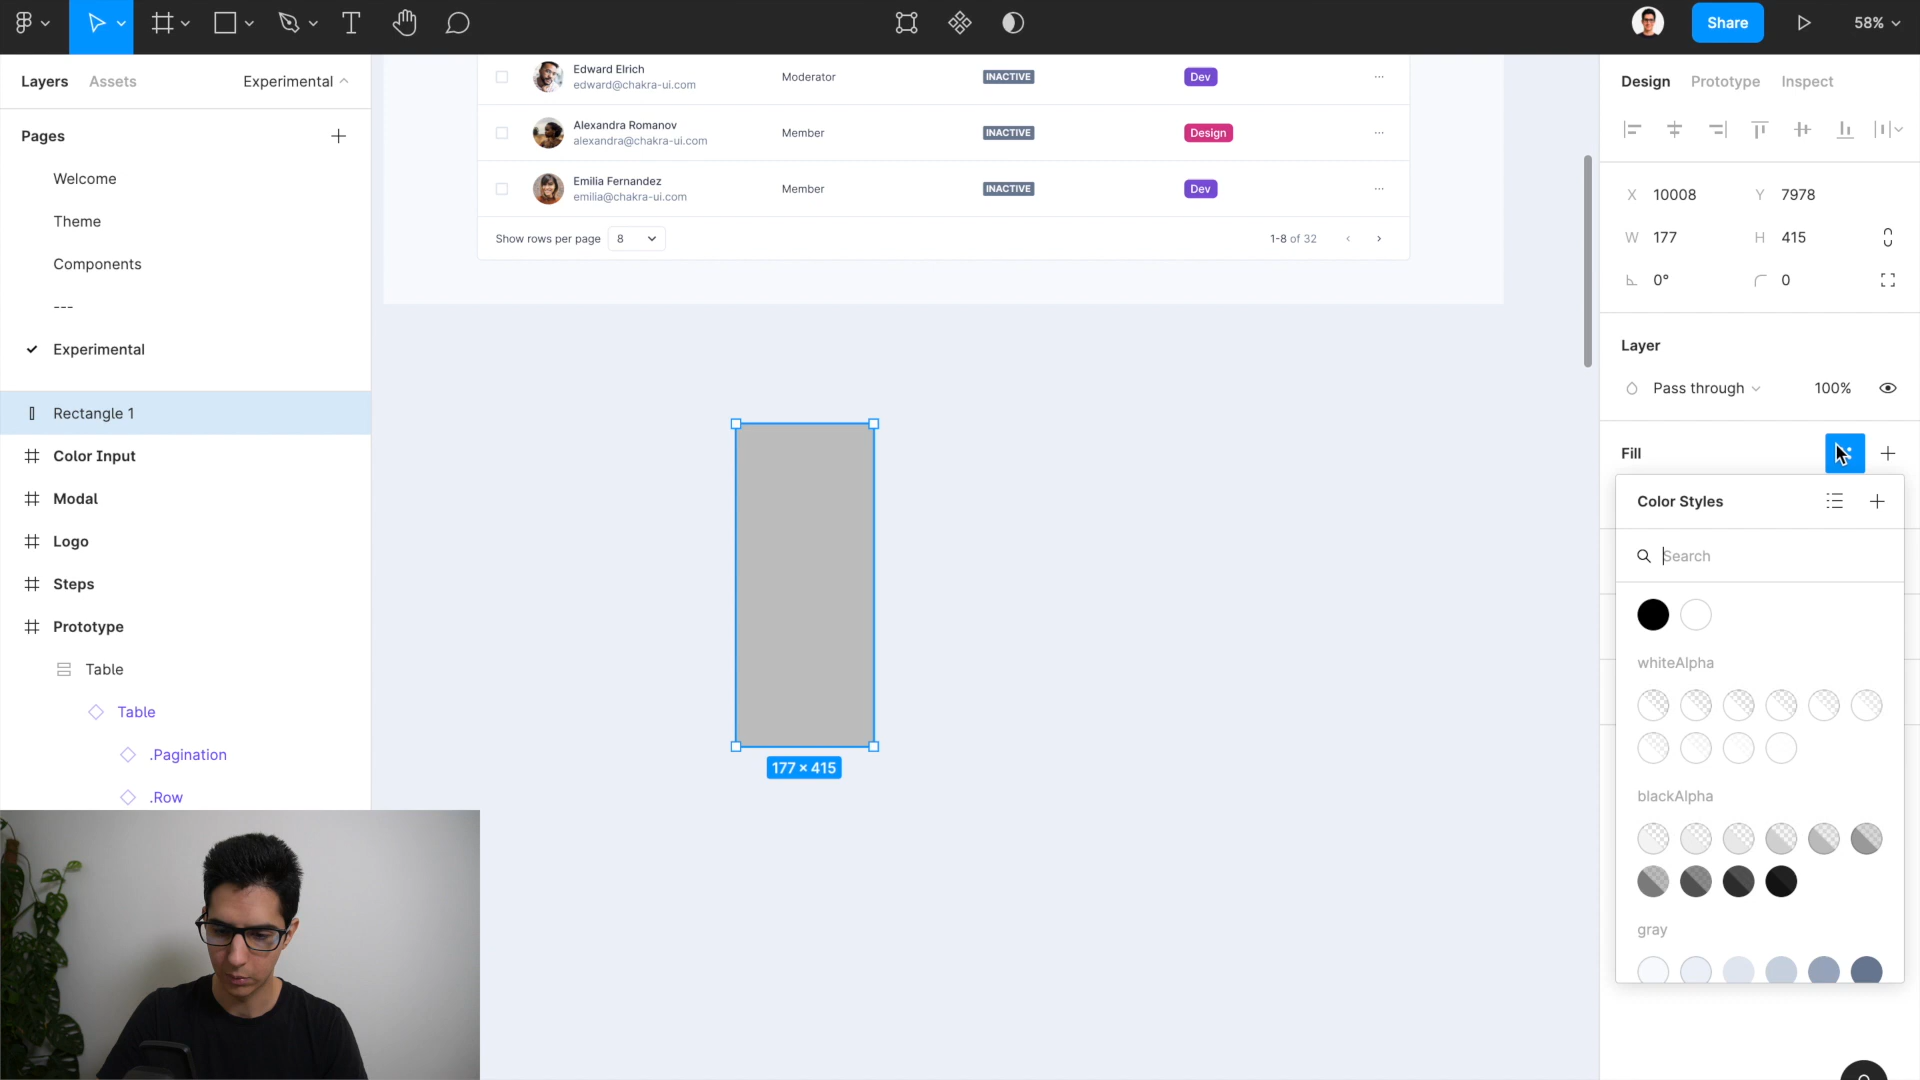 Share
58%
Layers
Assets
Experimental
Pages
Welcome
Theme
Components
---
Experimental
Rectangle 1
Color Input
Modal
Logo
Steps
Prototype
Table
Table
.Pagination
.Row
Edward Elrich
edward@chakra-ui.com
Moderator
INACTIVE
Dev
Alexandra Romanov
alexandra@chakra-ui.com
Member
INACTIVE
Design
Emilia Fernandez
emilia@chakra-ui.com
Member
INACTIVE
Dev
Show rows per page
8
1-8 of 32
177 × 415
Design
Prototype
Inspect
X 10008
Y 7978
W 177
H 415
0°
0
Layer
Pass through
100%
Fill
Color Styles
Search
whiteAlpha
blackAlpha
gray